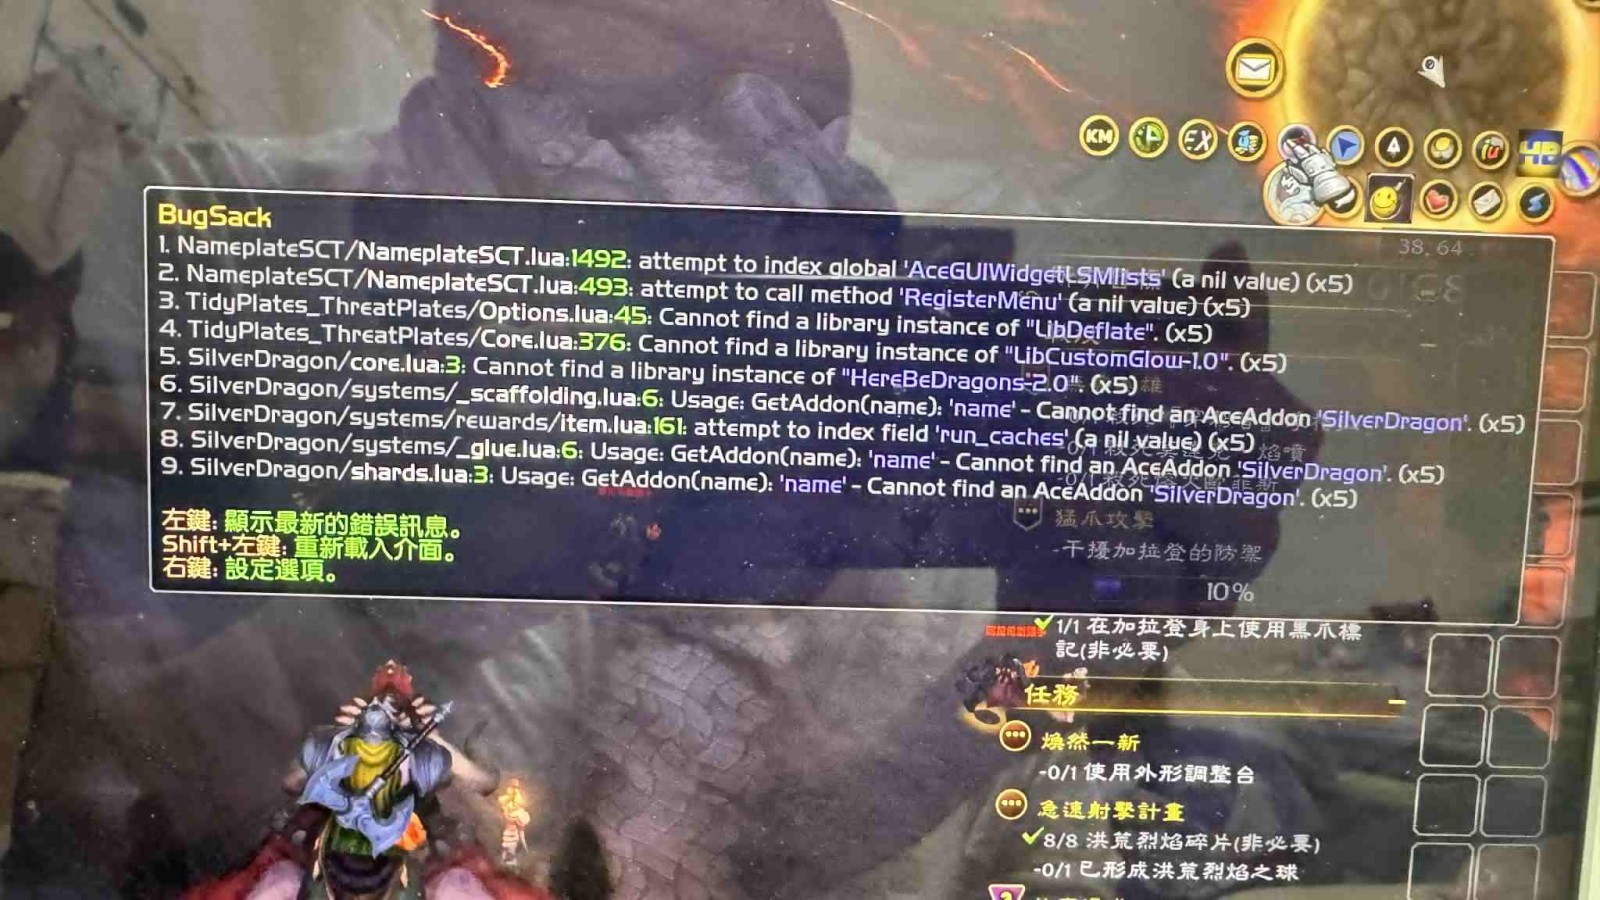 KM
EX
HB
BugSack
1. NameplateSCT/NameplateSCT.lua:1492: attempt to index global 'AceGUIWidgetLSMlists' (a nil value) (x5)
2. NameplateSCT/NameplateSCT.lua:493: attempt to call method 'RegisterMenu' (a nil value) (x5)
3. TidyPlates_ThreatPlates/Options.lua:45: Cannot find a library instance of "LibDeflate". (x5)
4. TidyPlates_ThreatPlates/Core.lua:376: Cannot find a library instance of "LibCustomGlow-1.0". (x5)
5. SilverDragon/core.lua:3: Cannot find a library instance of "HereBeDragons-2.0". (x5)
6. SilverDragon/systems/_scaffolding.lua:6: Usage: GetAddon(name): 'name' - Cannot find an AceAddon 'SilverDragon'. (x5)
7. SilverDragon/systems/rewards/item.lua:161: attempt to index field 'run_caches' (a nil value) (x5)
8. SilverDragon/systems/_glue.lua:6: Usage: GetAddon(name): 'name' - Cannot find an AceAddon 'SilverDragon'. (x5)
9. SilverDragon/shards.lua:3: Usage: GetAddon(name): 'name' - Cannot find an AceAddon 'SilverDragon'. (x5)
左鍵: 顯示最新的錯誤訊息。
Shift+左鍵: 重新載入介面。
右鍵: 設定選項。
38, 64
猛爪攻擊
-干擾加拉登的防禦
10%
1/1 在加拉登身上使用黑爪標
記(非必要)
任務
煥然一新
-0/1 使用外形調整台
急速射擊計畫
8/8 洪荒烈焰碎片(非必要)
-0/1 已形成洪荒烈焰之球